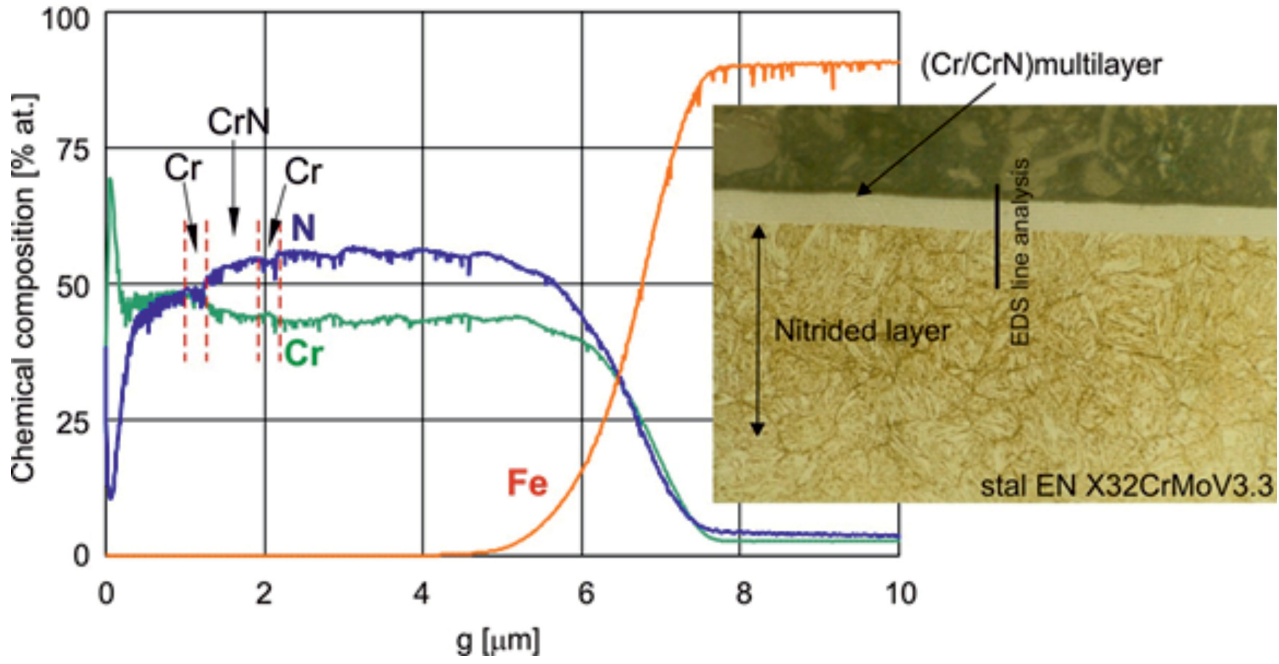 Chemical composition [% at.]
100
75
50
25
0
0 2 4 6 8 10
g [μm]
Cr
CrN
Cr
N
Cr
Fe
(Cr/CrN)multilayer
EDS line analysis
Nitrided layer
stal EN X32CrMoV3.3